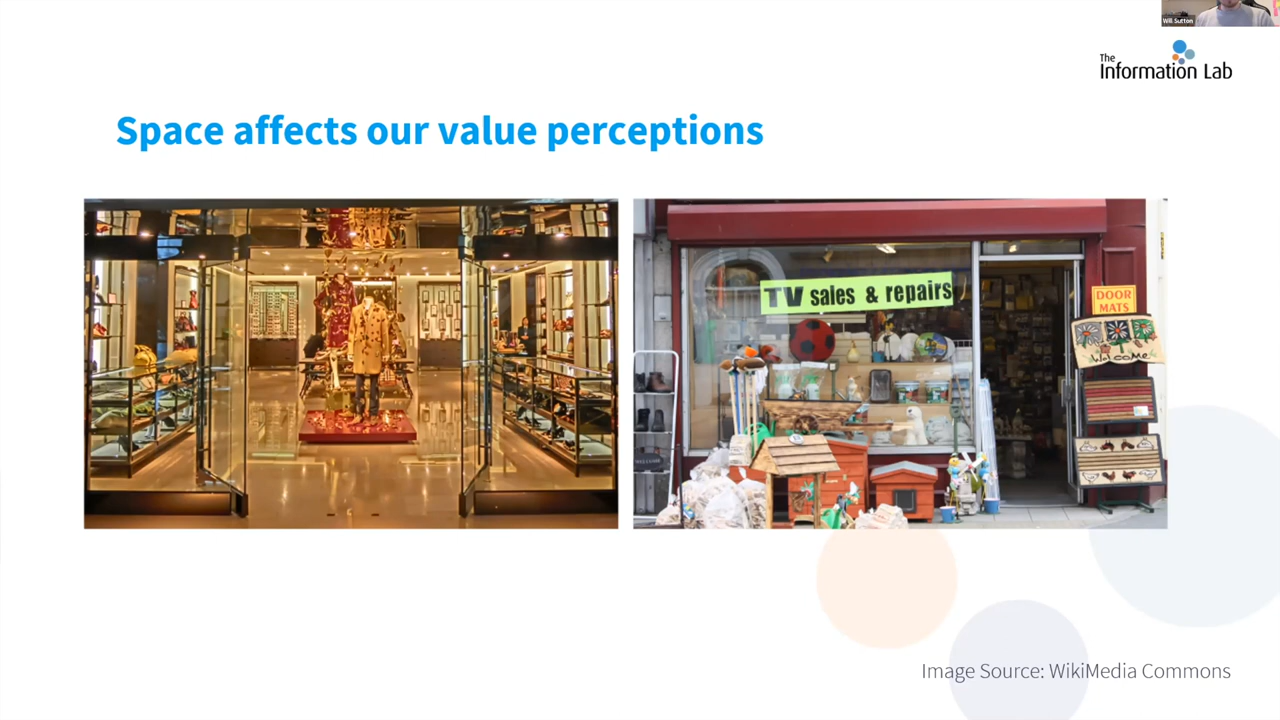 Will Sutton
The
Information Lab
Space affects our value perceptions
TV sales & repairs
DOOR
MATS
Welcome
Image Source: WikiMedia Commons